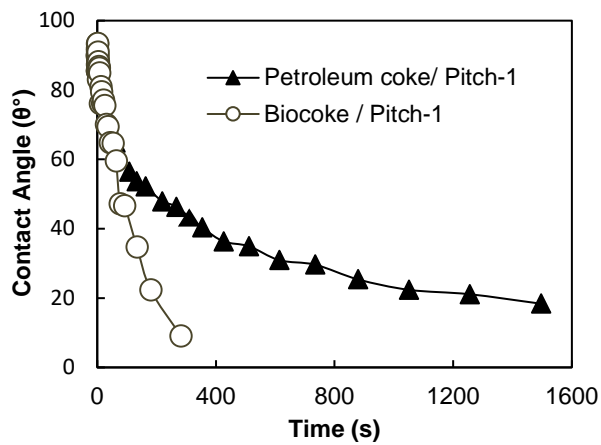 100
80
60
40
20
0
Contact Angle (θ°)
Petroleum coke/ Pitch-1
Biocoke / Pitch-1
0 400 800 1200 1600
Time (s)